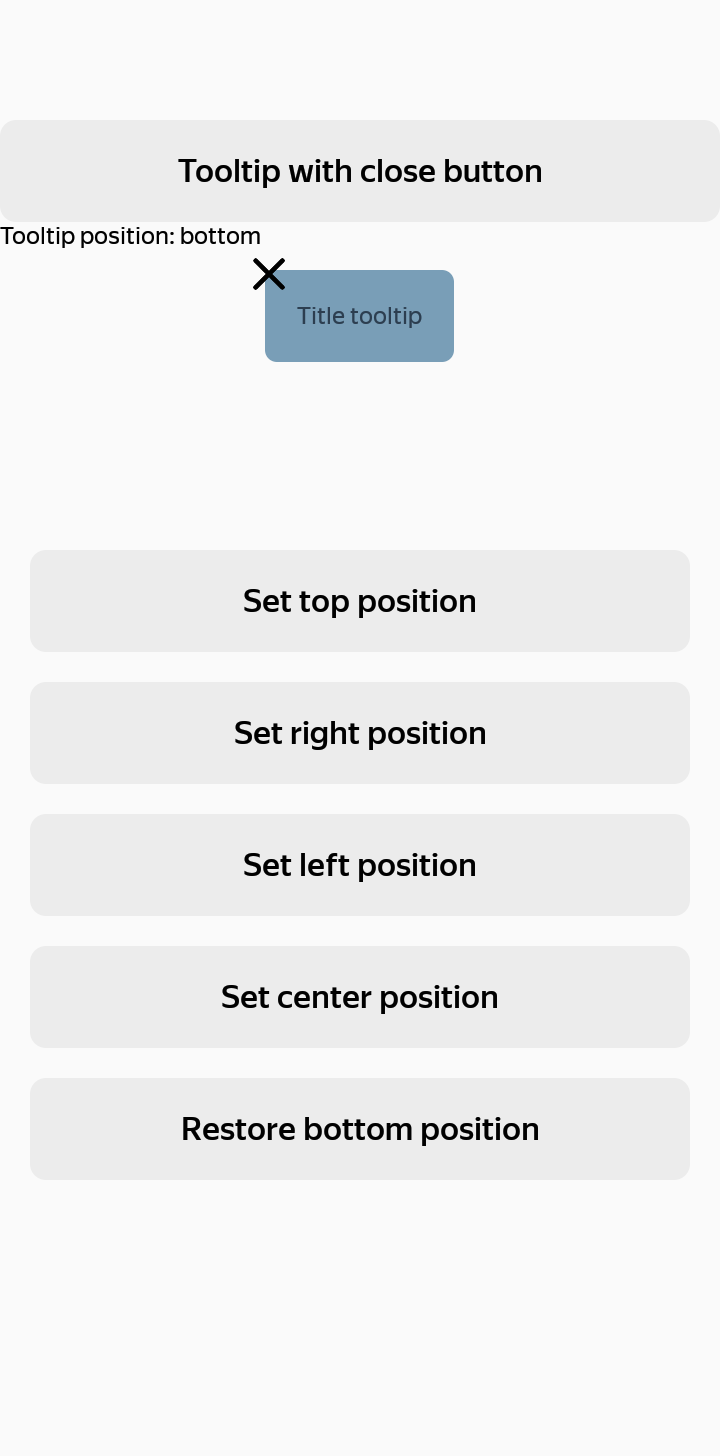 Tooltip with close button
Tooltip position: bottom
Title tooltip
Set top position
Set right position
Set left position
Set center position
Restore bottom position